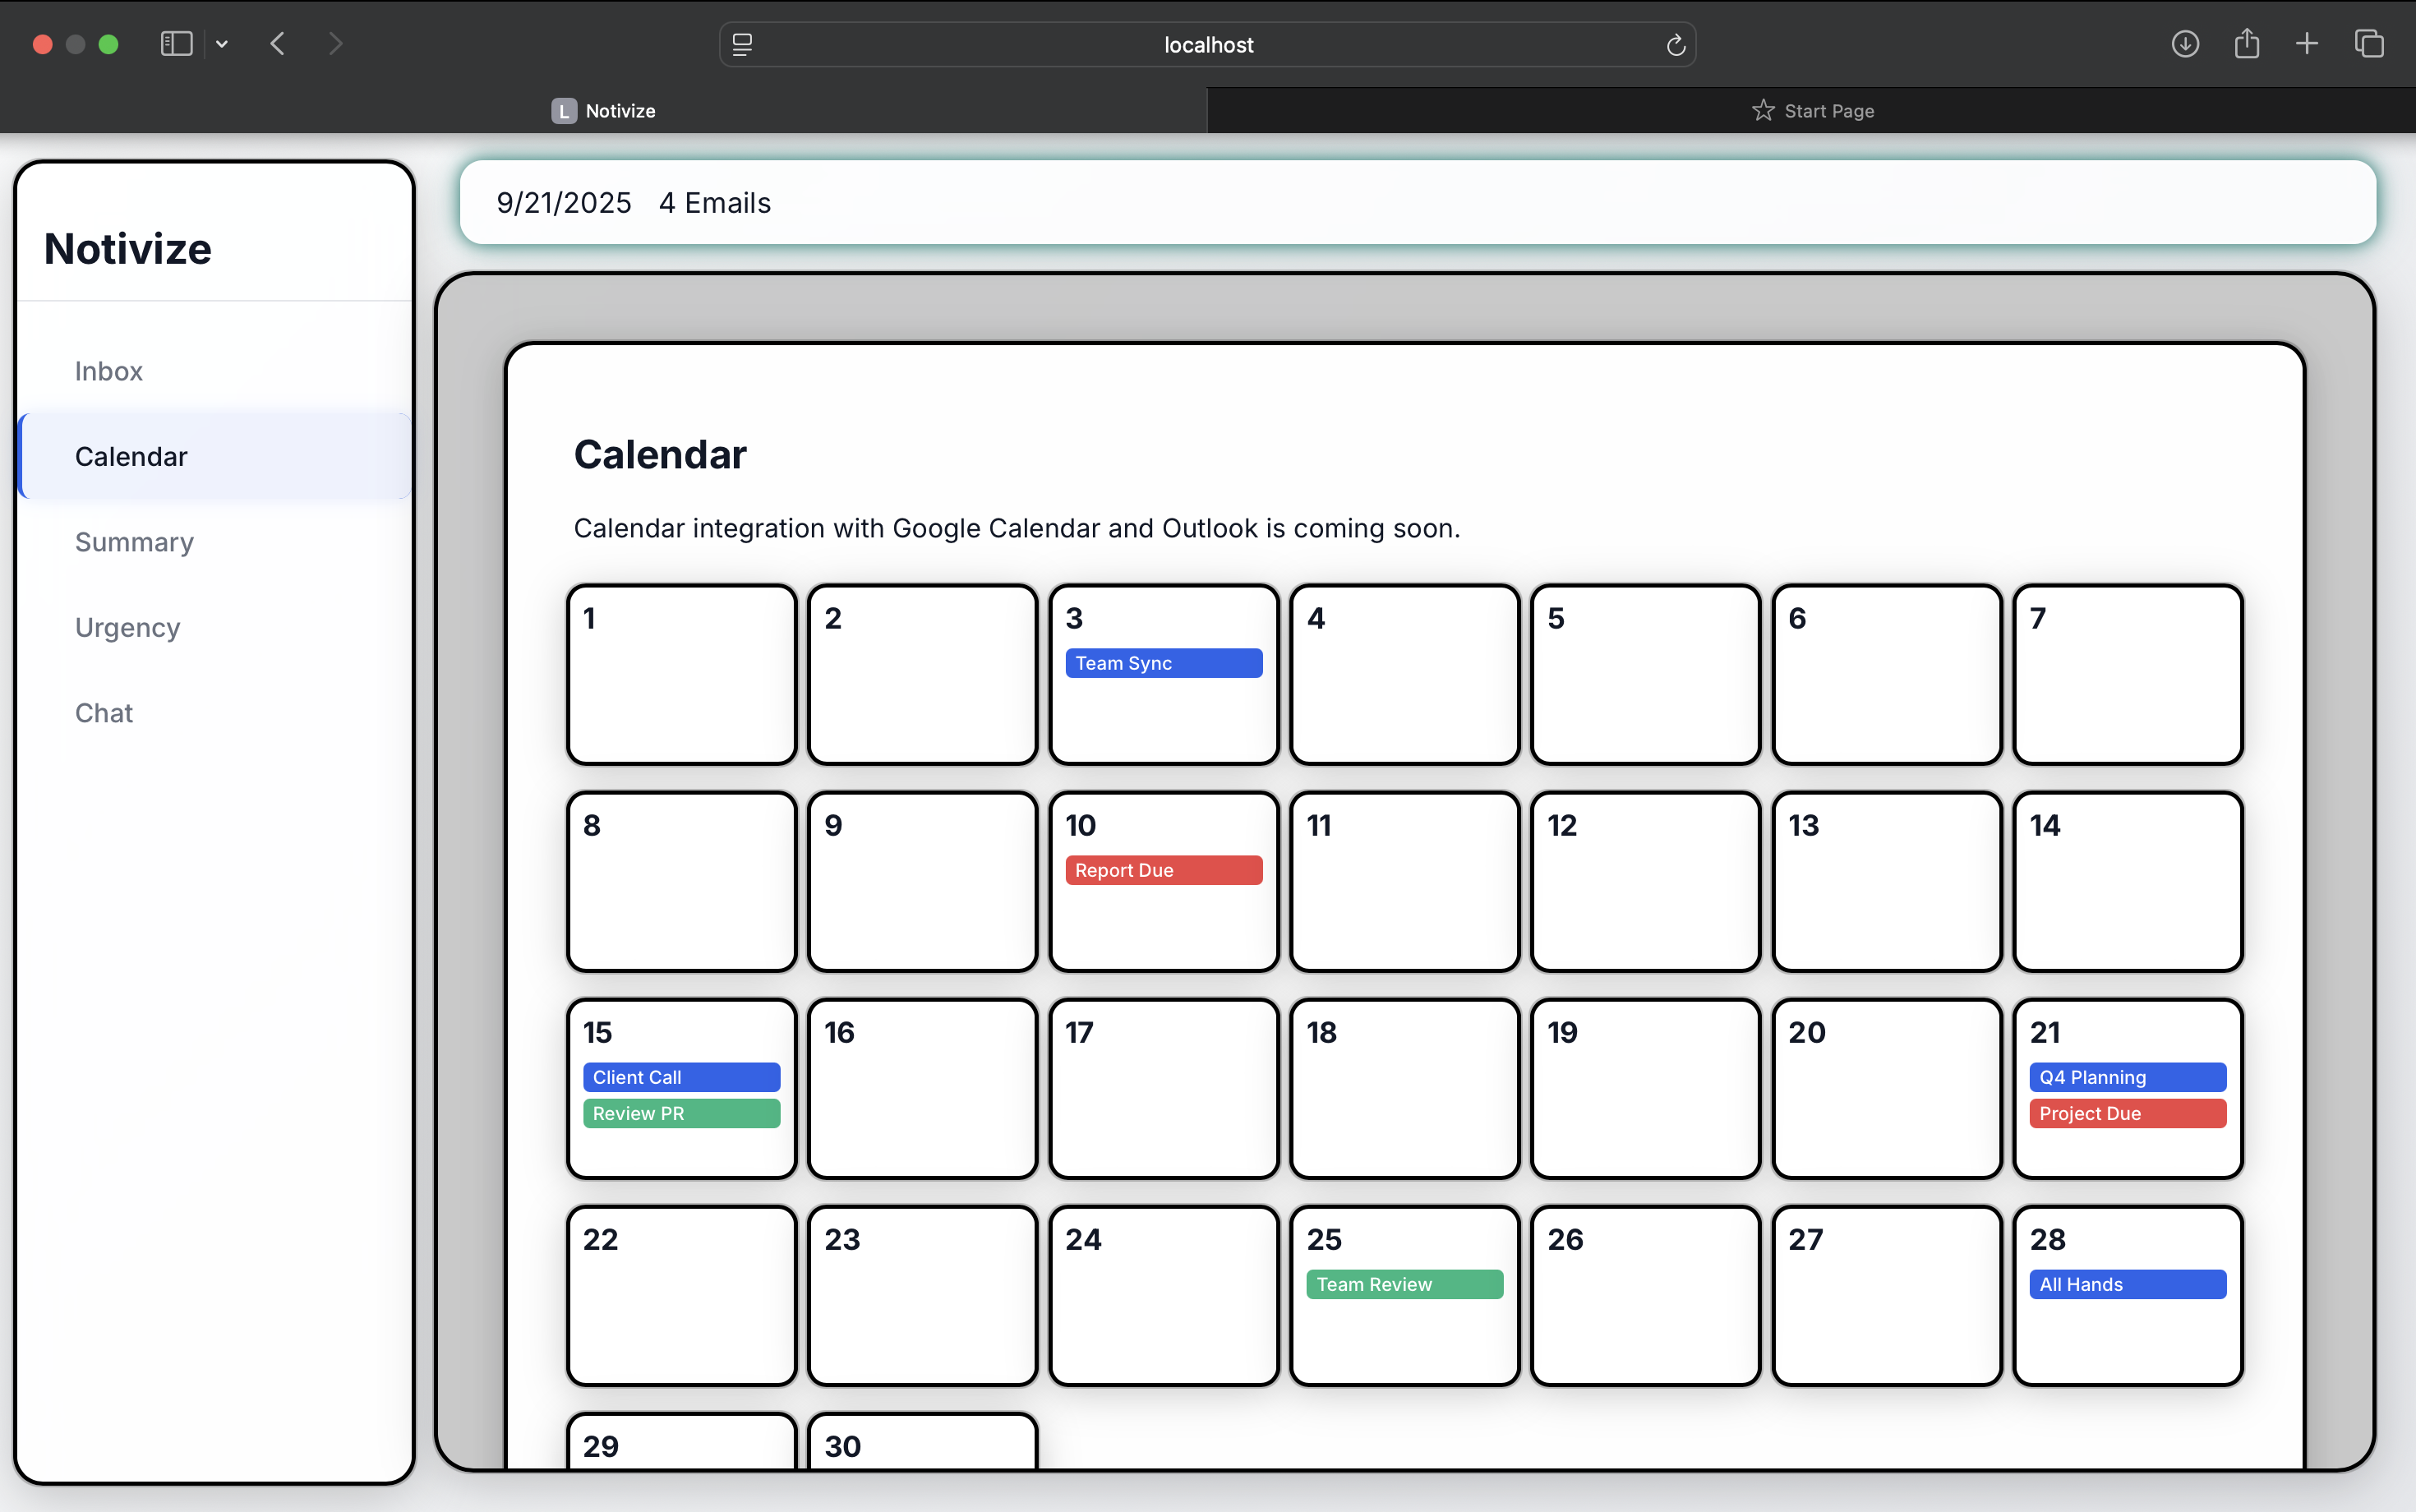 localhost
L Notivize
Start Page
9/21/2025 4 Emails
Notivize
Inbox
Calendar
Summary
Urgency
Chat
Calendar
Calendar integration with Google Calendar and Outlook is coming soon.
1 2 3 4 5 6 7
Team Sync
8 9 10 11 12 13 14
Report Due
15 16 17 18 19 20 21
Client Call Q4 Planning
Review PR Project Due
22 23 24 25 26 27 28
Team Review All Hands
29 30